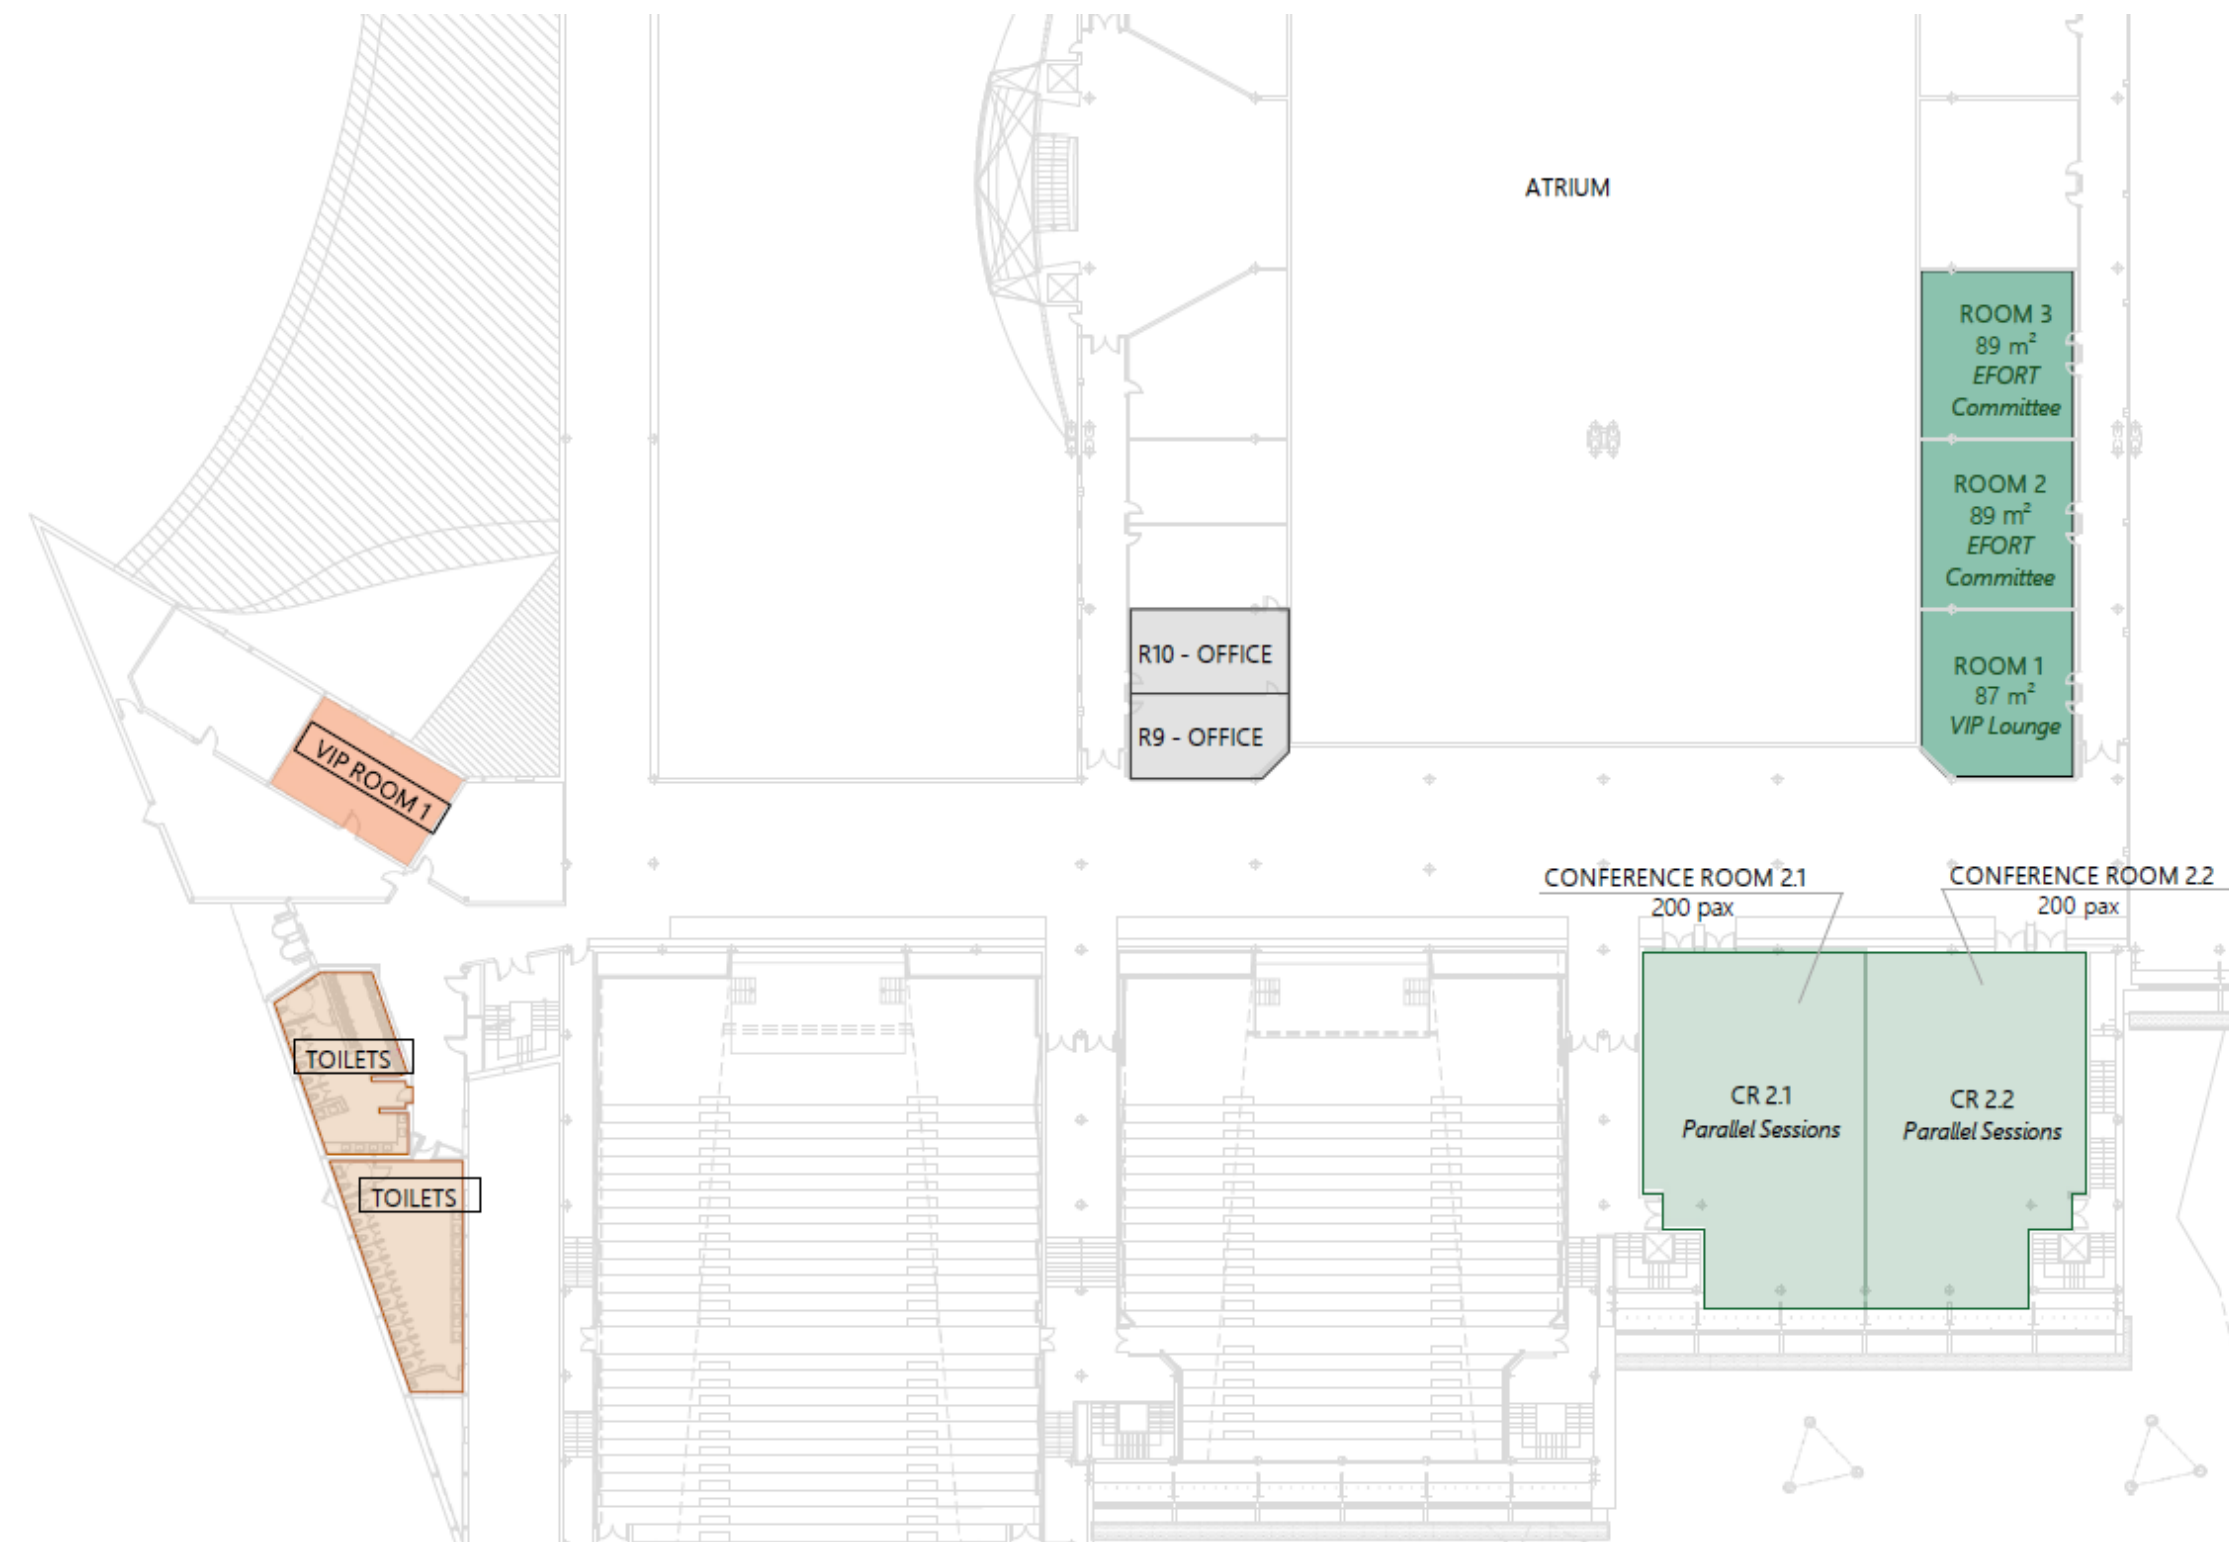 ATRIUM
ROOM 3
89 m²
EFORT
Committee
ROOM 2
89 m²
EFORT
Committee
R10 - OFFICE
R9 - OFFICE
ROOM 1
87 m²
VIP Lounge
VIP ROOM 1
CONFERENCE ROOM 2.1
200 pax
CONFERENCE ROOM 2.2
200 pax
TOILETS
TOILETS
CR 2.1
Parallel Sessions
CR 2.2
Parallel Sessions